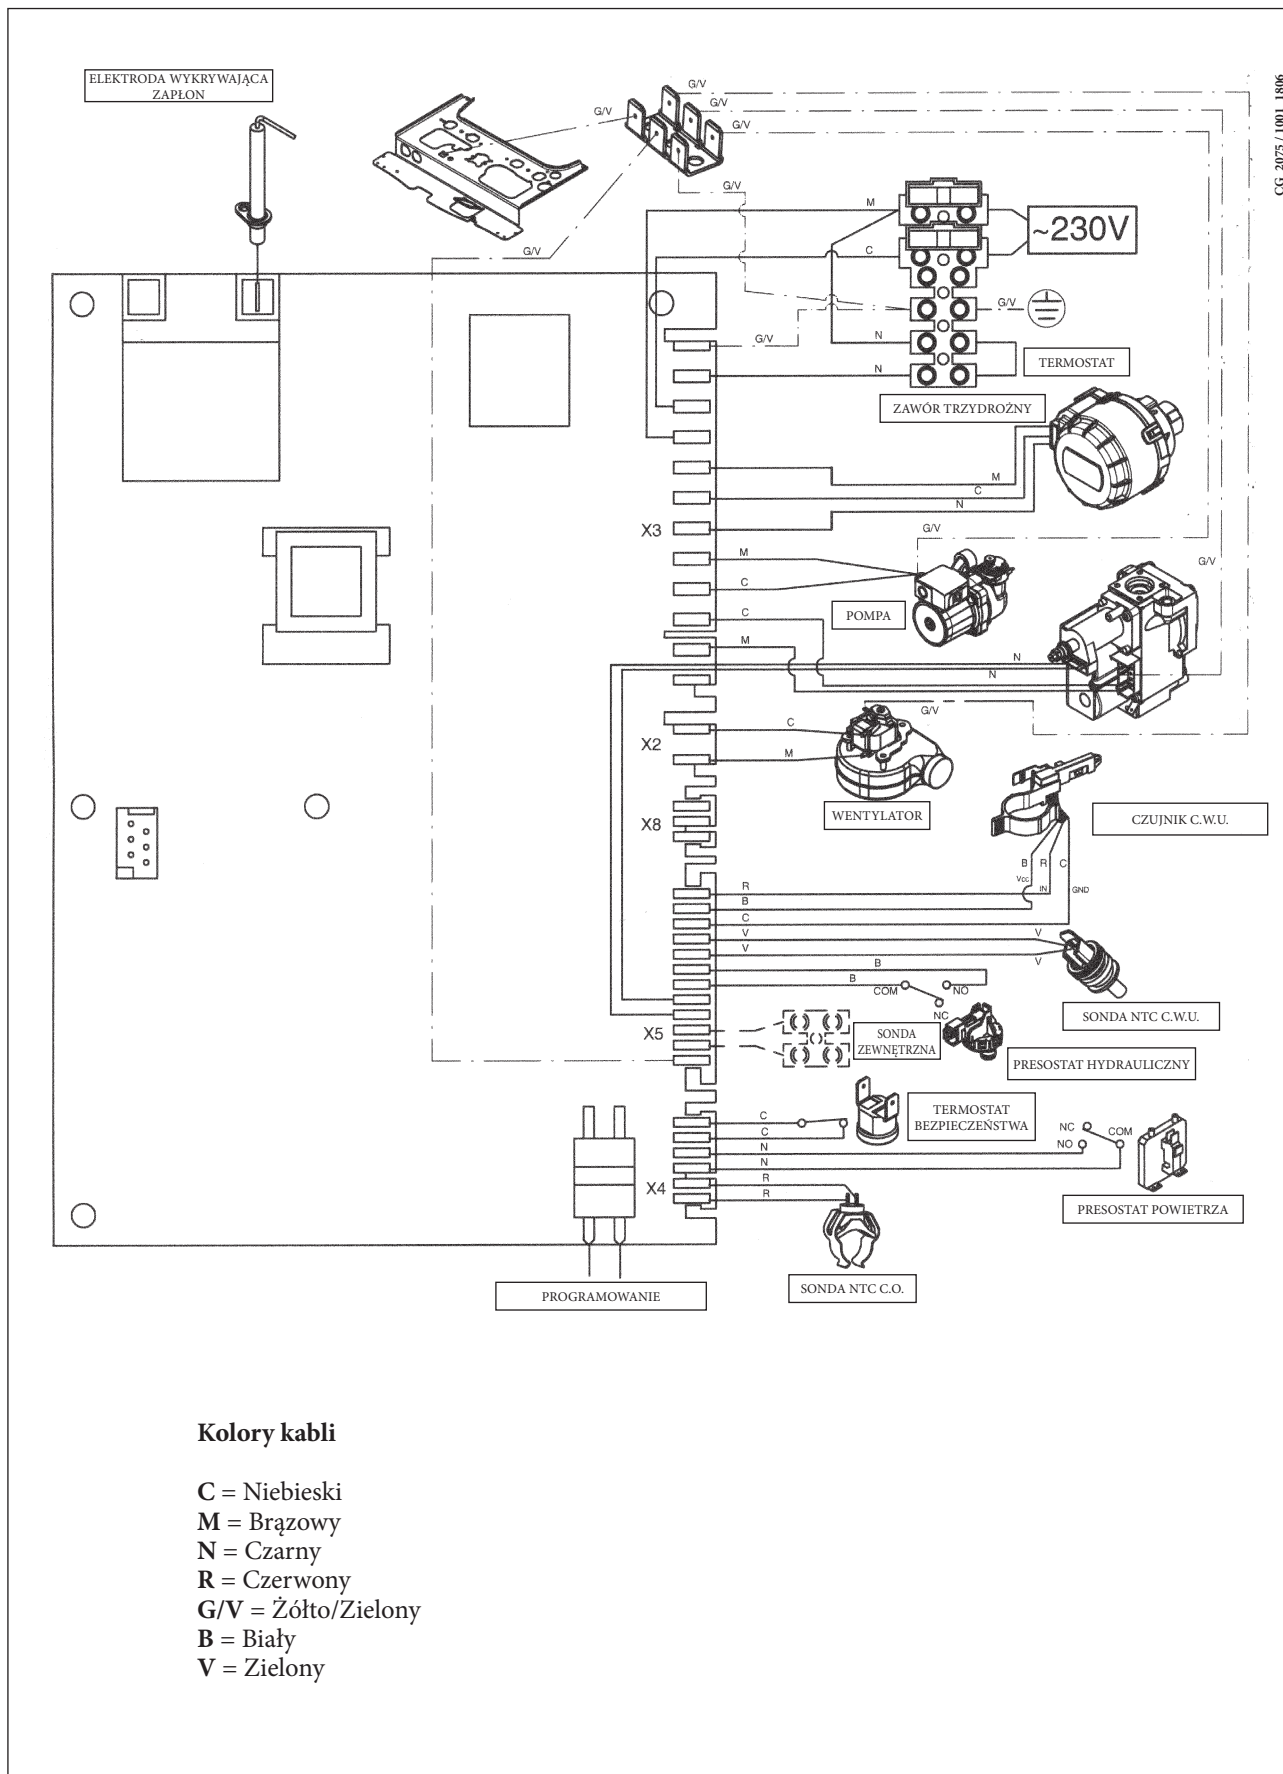 CG_2075 / 1001_1806
ELEKTRODA WYKRYWAJĄCA
ZAPŁON
G/V
G/V
G/V
G/V
G/V
G/V
M
~230V
C
G/V
G/V
N
TERMOSTAT
N
ZAWÓR TRZYDROŻNY
M
C
N
X3
G/V
M
G/V
C
POMPA
C
M
N
N
G/V
C
X2
M
WENTYLATOR
X8
CZUJNIK C.W.U.
B
R
C
Vcc
IN
GND
R
B
C
V
V
V
V
B
B
COM
NO
NC
SONDA NTC C.W.U.
X5
SONDA
ZEWNĘTRZNA
PRESOSTAT HYDRAULICZNY
TERMOSTAT
BEZPIECZEŃSTWA
C
C
N
N
NC
NO
COM
X4
R
R
PRESOSTAT POWIETRZA
SONDA NTC C.O.
PROGRAMOWANIE
Kolory kabli
C = Niebieski
M = Brązowy
N = Czarny
R = Czerwony
G/V = Żółto/Zielony
B = Biały
V = Zielony